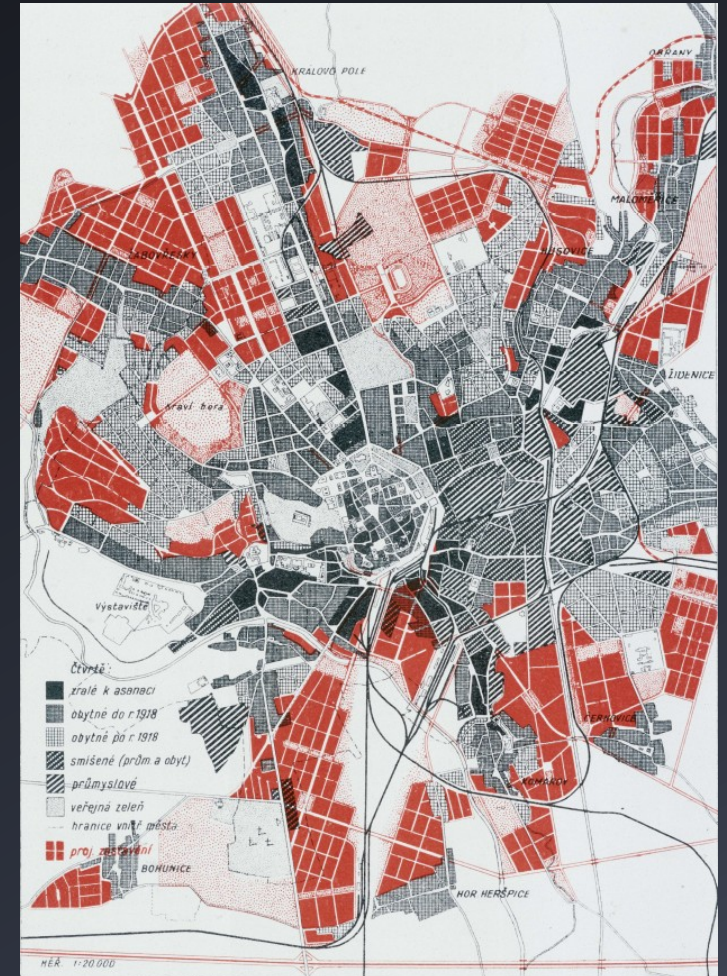 OBŘANY
KRÁLOVO POLE
MALOMĚŘICE
HUSOVICE
ŽABOVŘESKY
ŽIDENICE
Kraví hora
Výstaviště
Čtvrtě:
zralé k asanaci
obytné do r. 1918
obytné po r. 1918
smíšené (prům. a obyt)
průmyslové
veřejná zeleň
hranice vnitř města
proj. zastavění
ČERNOVICE
KOMÁROV
BOHUNICE
HOR HERŠPICE
MĚŘ. 1:20.000